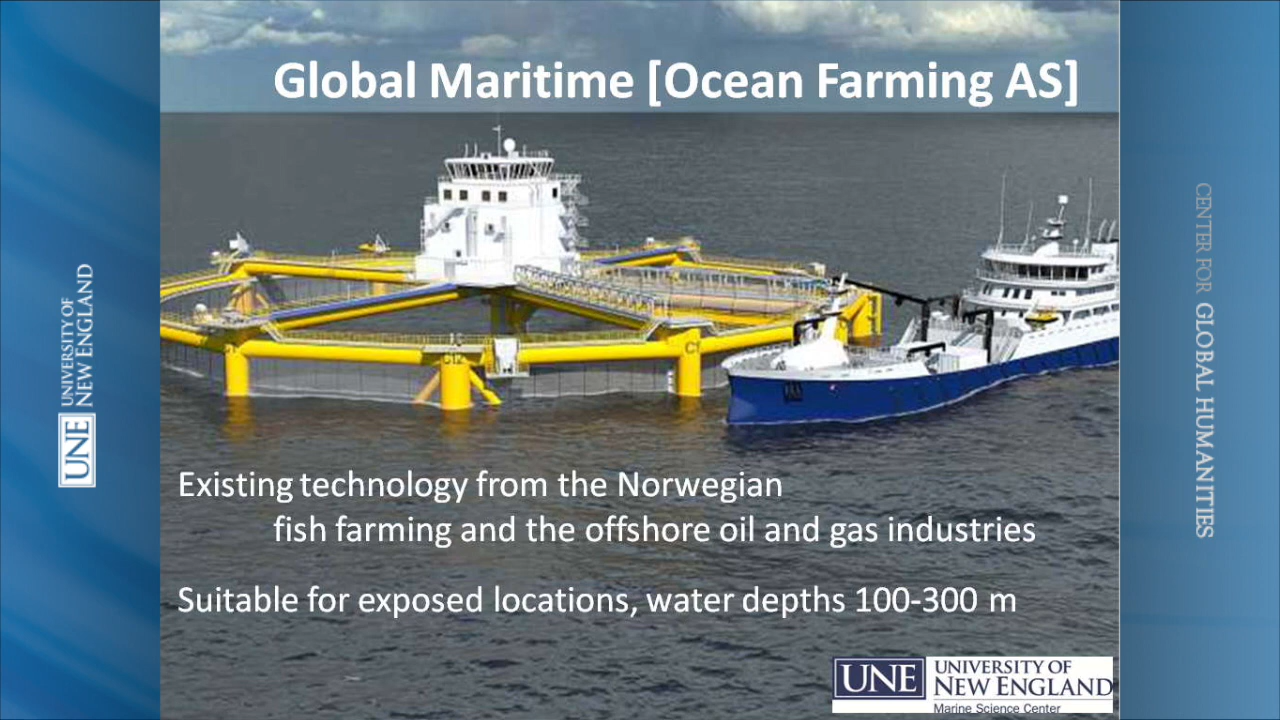 Global Maritime [Ocean Farming AS]
Existing technology from the Norwegian
fish farming and the offshore oil and gas industries
Suitable for exposed locations, water depths 100-300 m
UNE
UNIVERSITY OF
NEW ENGLAND
Marine Science Center
UNE
UNIVERSITY OF
NEW ENGLAND
CENTER FOR GLOBAL HUMANITIES
C12